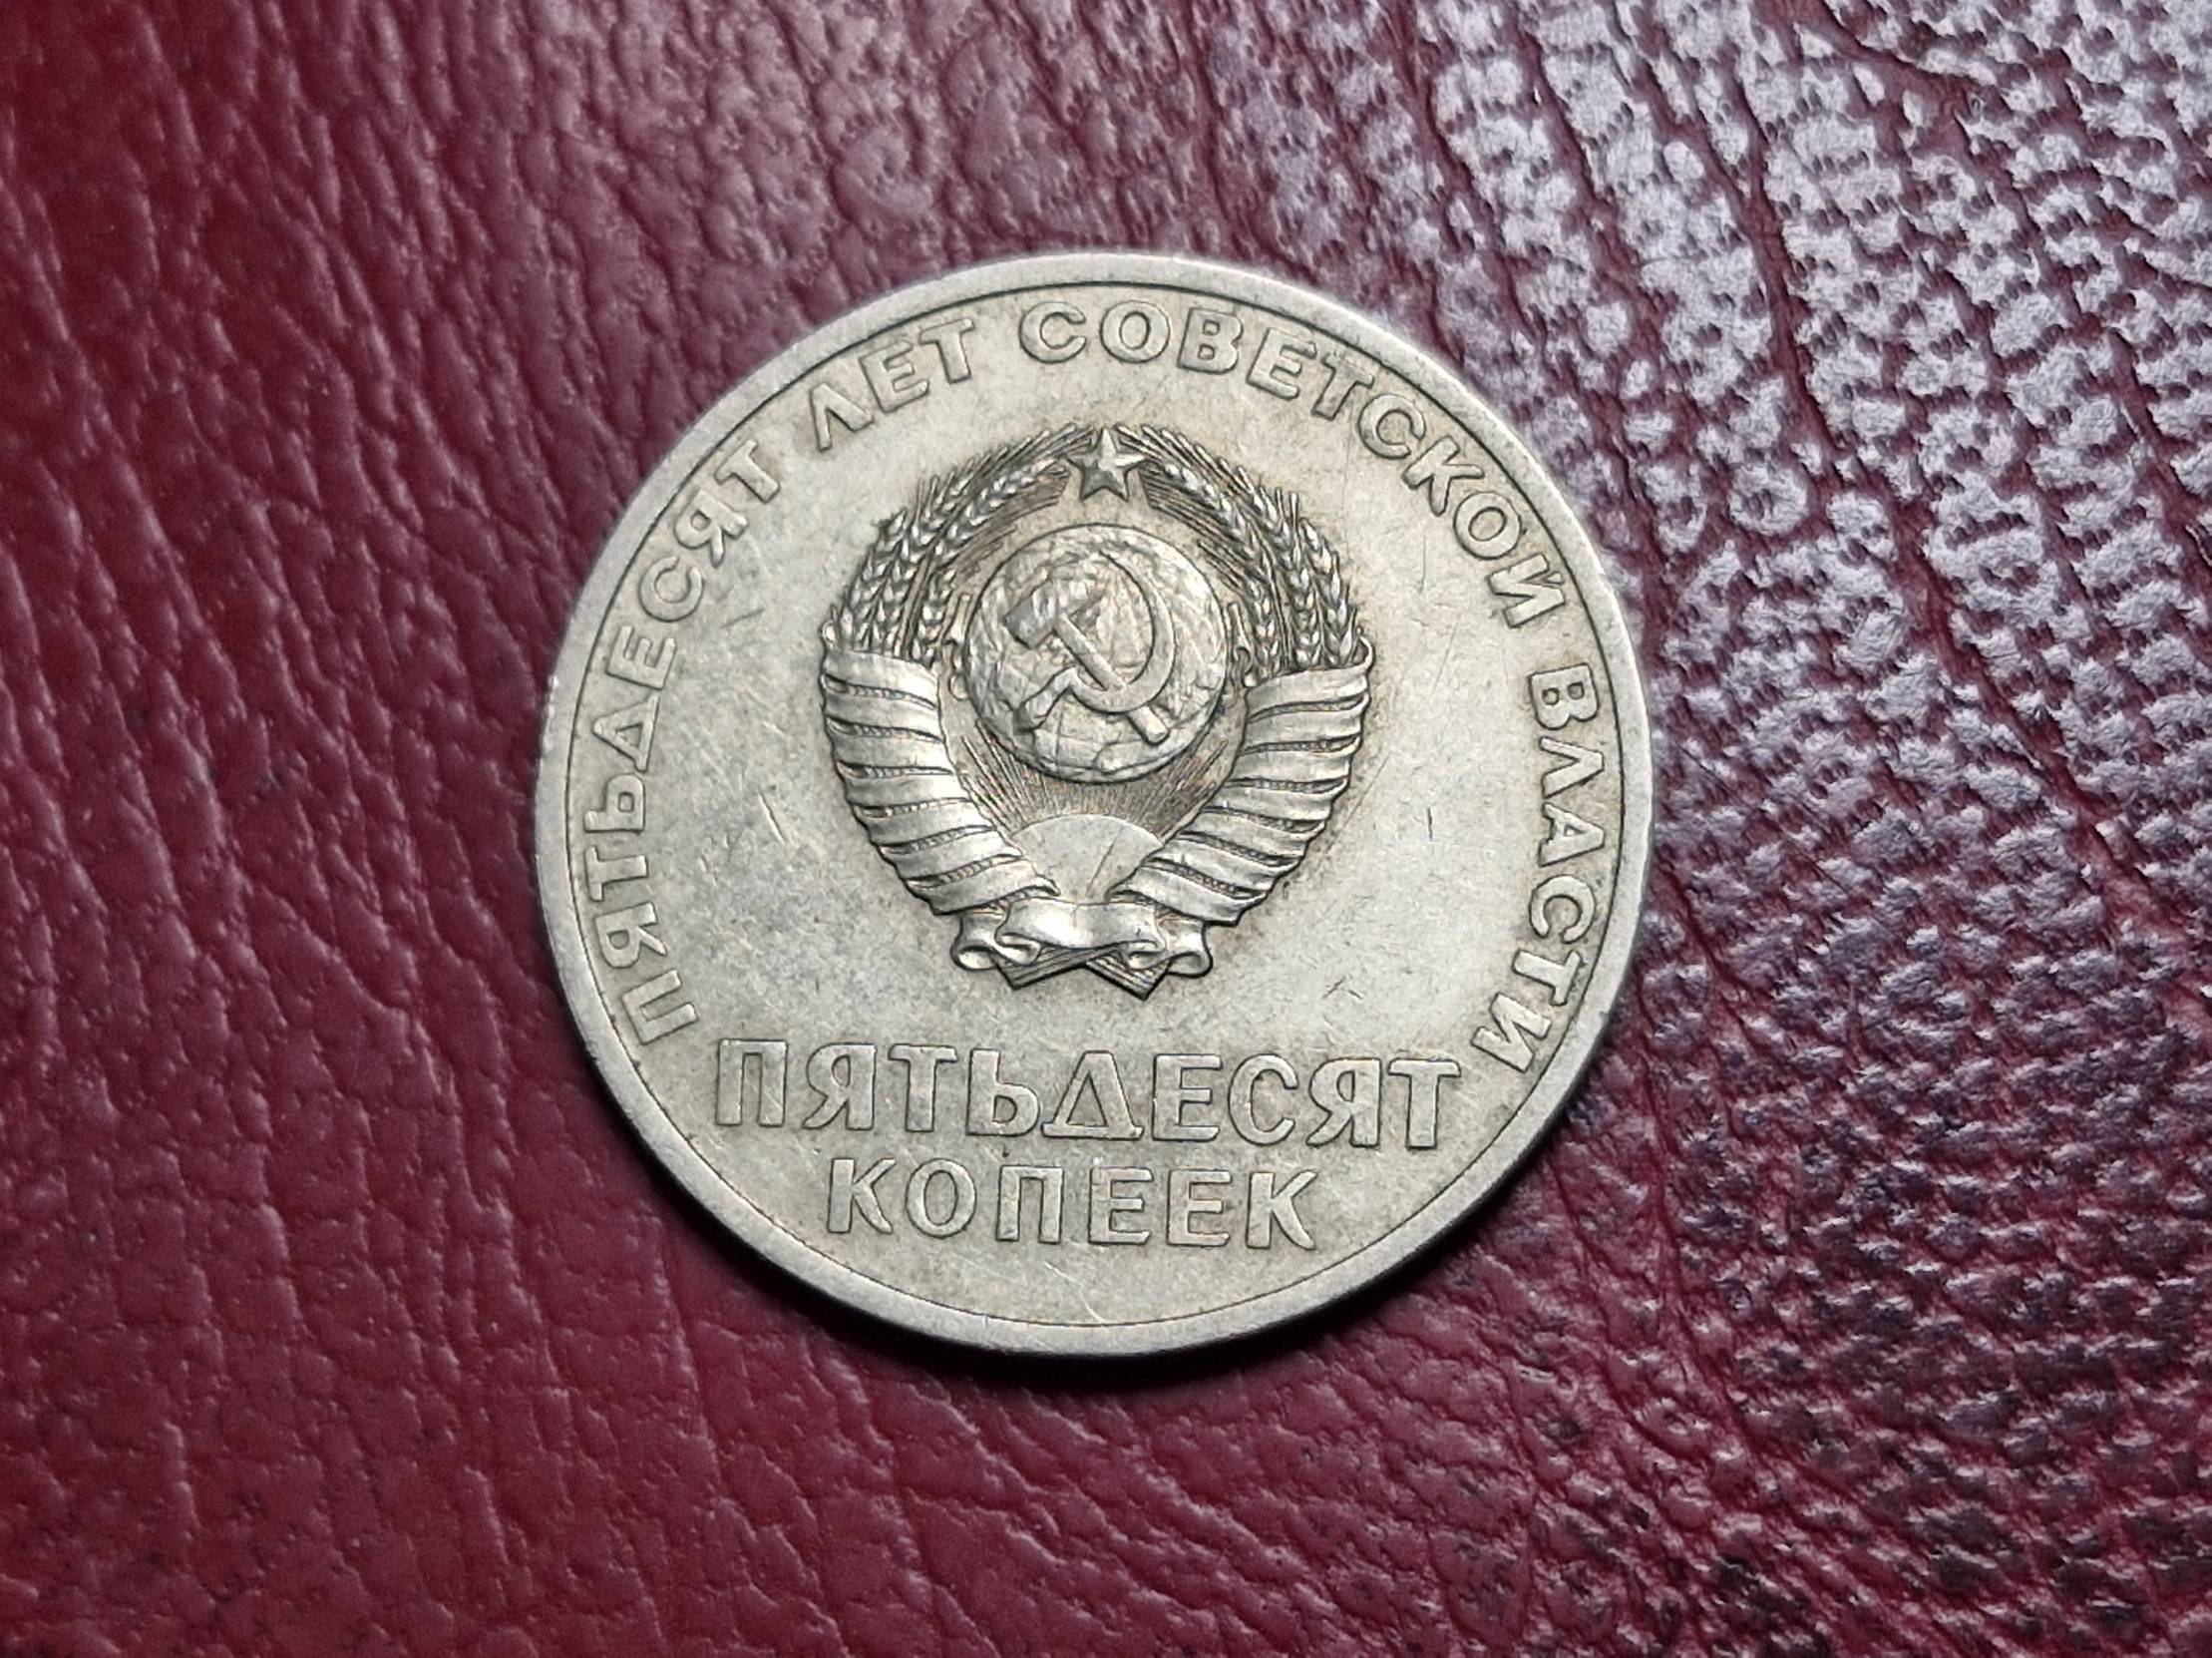 ПЯТЬДЕСЯТ ЛЕТ СОВЕТСКОЙ ВЛАСТИ
ПЯТЬДЕСЯТ
КОПЕЕК